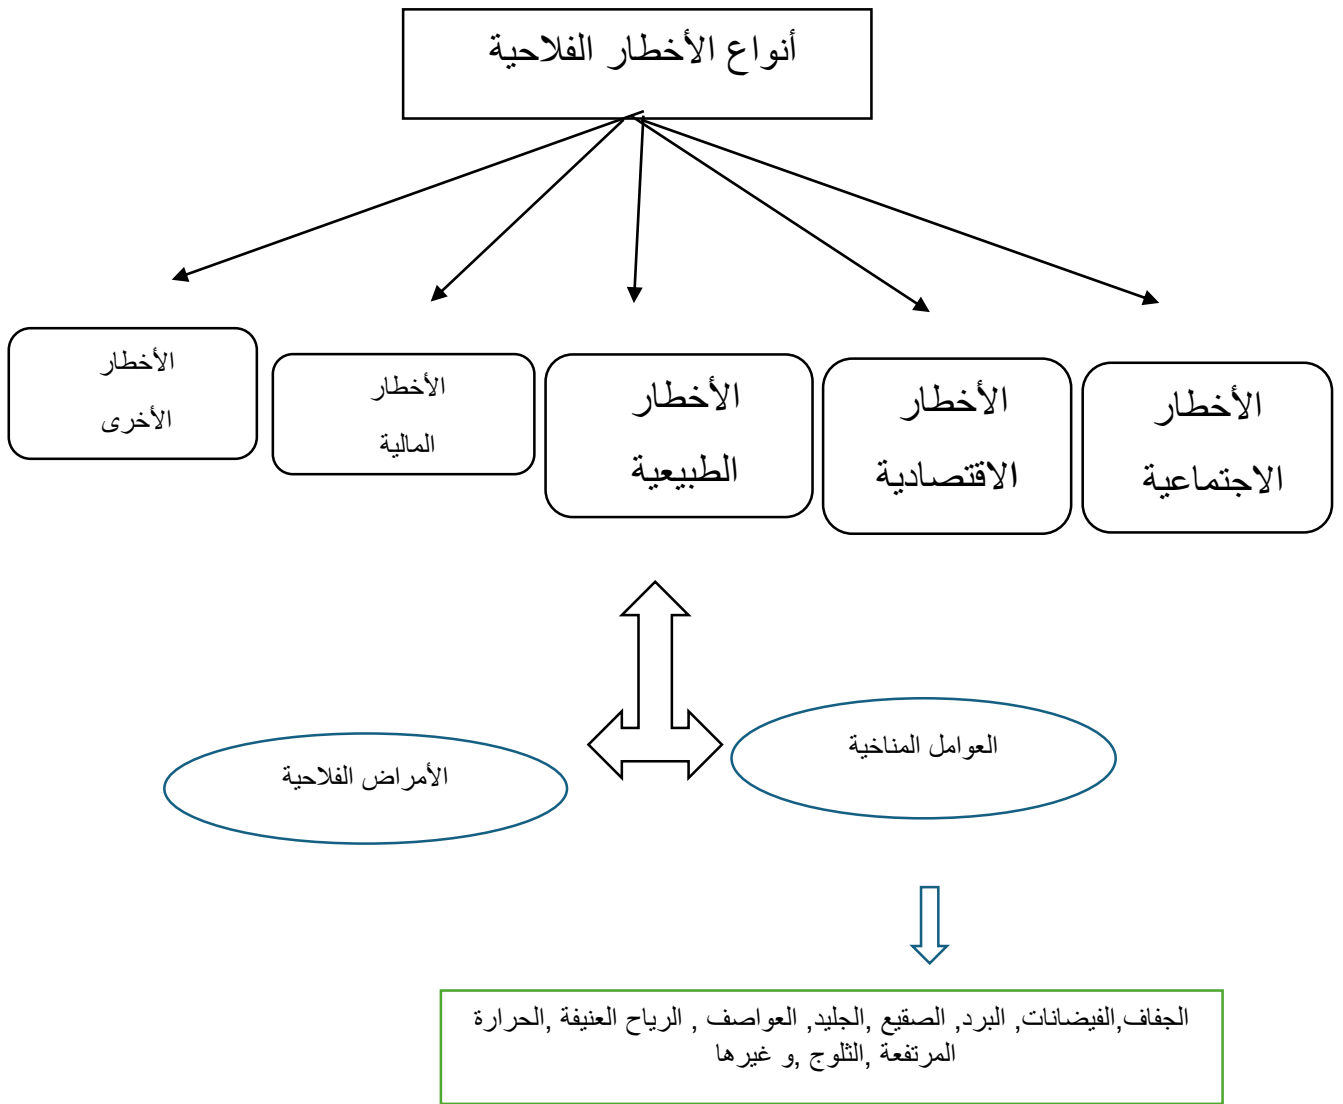 أنواع الأخطار الفلاحية
الأخطار
الاجتماعية
الأخطار
الاقتصادية
الأخطار
الطبيعية
الأخطار
المالية
الأخطار
الأخرى
العوامل المناخية
الأمراض الفلاحية
الجفاف,الفيضانات, البرد, الصقيع ,الجليد, العواصف , الرياح العنيفة ,الحرارة
المرتفعة ,الثلوج ,و غيرها